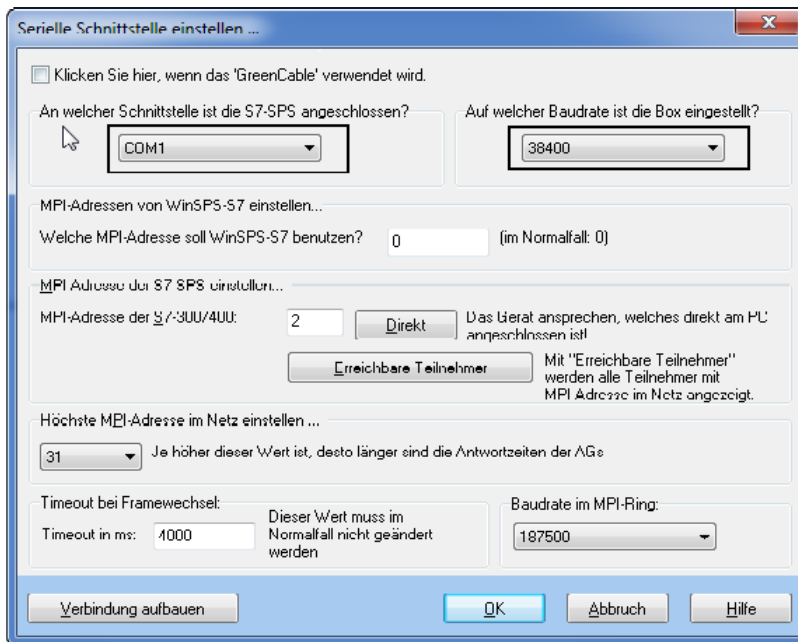 Serielle Schnittstelle einstellen ...
Klicken Sie hier, wenn das 'GreenCable' verwendet wird.
An welcher Schnittstelle ist die S7-SPS angeschlossen?
COM1
Auf welcher Baudrate ist die Box eingestellt?
38400
MPI-Adressen von WinSPS-S7 einstellen...
Welche MPI-Adresse soll WinSPS-S7 benutzen?
0
(im Normalfall: 0)
MPI Adresse der S7 SPS einstellen...
MPI-Adresse der S7-300/400:
2
Direkt
Das Gerät ansprechen, welches direkt am PC
angeschlossen ist!
Erreichbare Teilnehmer
Mit "Erreichbare Teilnehmer"
werden alle Teilnehmer mit
MPI Adresse im Netz angezeigt.
Höchste MPI-Adresse im Netz einstellen ...
31
Je höher dieser Wert ist, desto länger sind die Antwortzeiten der AGs
Timeout bei Framewechsel:
Timeout in ms:
4000
Dieser Wert muss im
Normalfall nicht geändert
werden
Baudrate im MPI-Ring:
187500
Verbindung aufbauen
OK
Abbruch
Hilfe